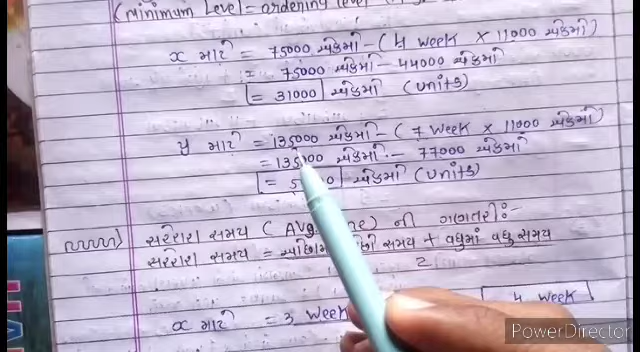 (Minimum Level = ordering level
x માટે = 75000 એકમો - (4 week × 11000 એકમો)
= 75000 એકમો - 44000 એકમો
= 31000 એકમો (units)
y માટે = 135000 એકમો - (7 week × 11000 એકમો)
= 135000 એકમો - 77000 એકમો
= 5 એકમો (units)
સરેરાશ સમય (Avg ની ગણતરી:-
સરેરાશ સમય = સમય + વધુમાં વધુ સમય
2
x માટે = 3 week
4 week
PowerDirector